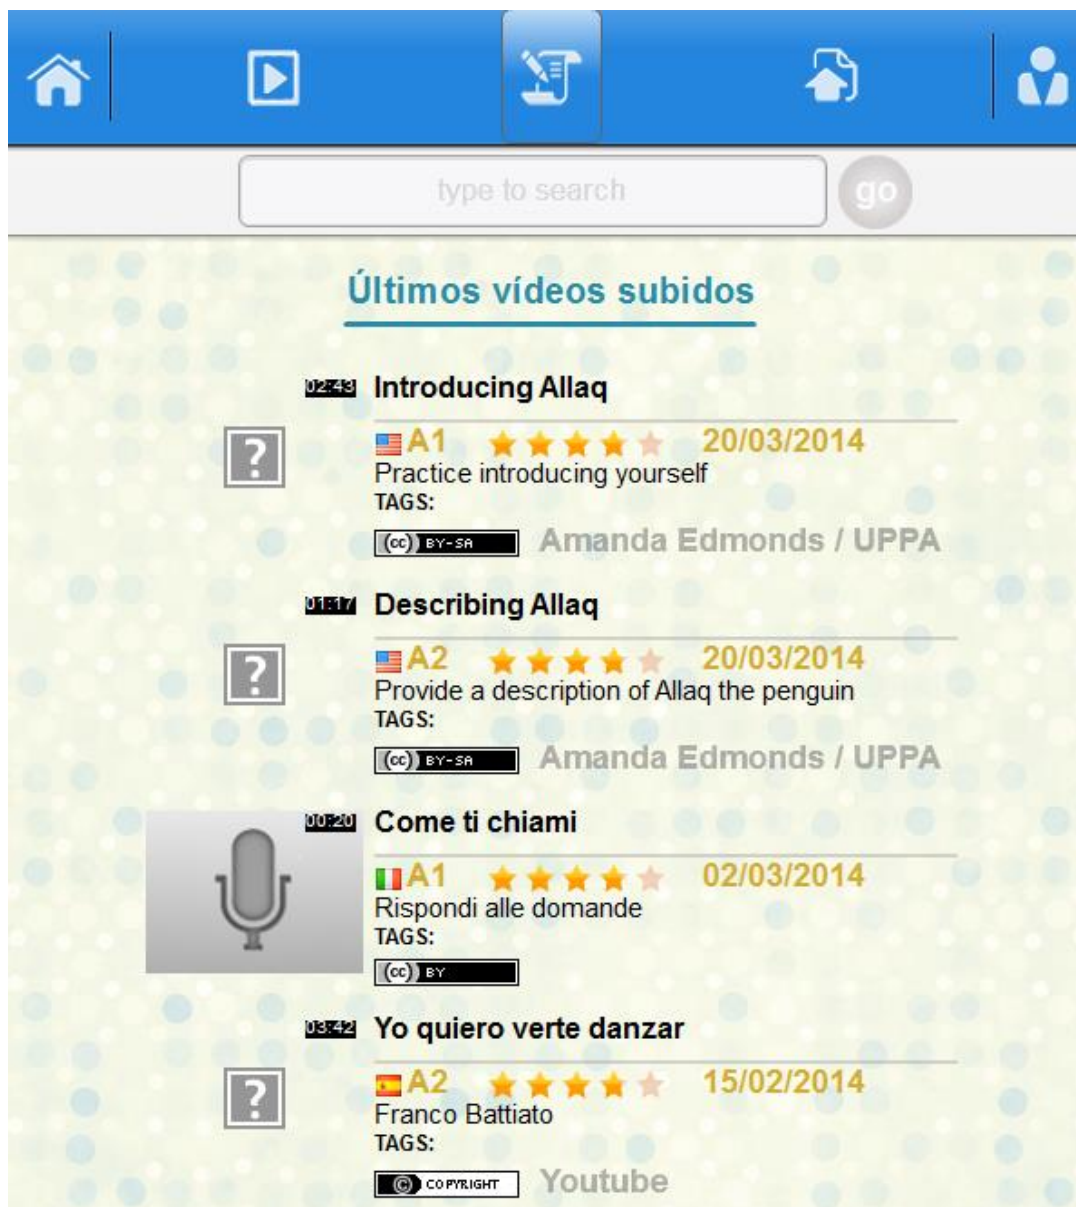 type to search go
Últimos vídeos subidos
02:43 Introducing Allaq
A1 20/03/2014
Practice introducing yourself
TAGS:
(cc) BY-SA Amanda Edmonds / UPPA
01:17 Describing Allaq
A2 20/03/2014
Provide a description of Allaq the penguin
TAGS:
(cc) BY-SA Amanda Edmonds / UPPA
00:20 Come ti chiami
A1 02/03/2014
Rispondi alle domande
TAGS:
(cc) BY
03:42 Yo quiero verte danzar
A2 15/02/2014
Franco Battiato
TAGS:
© COPYRIGHT Youtube